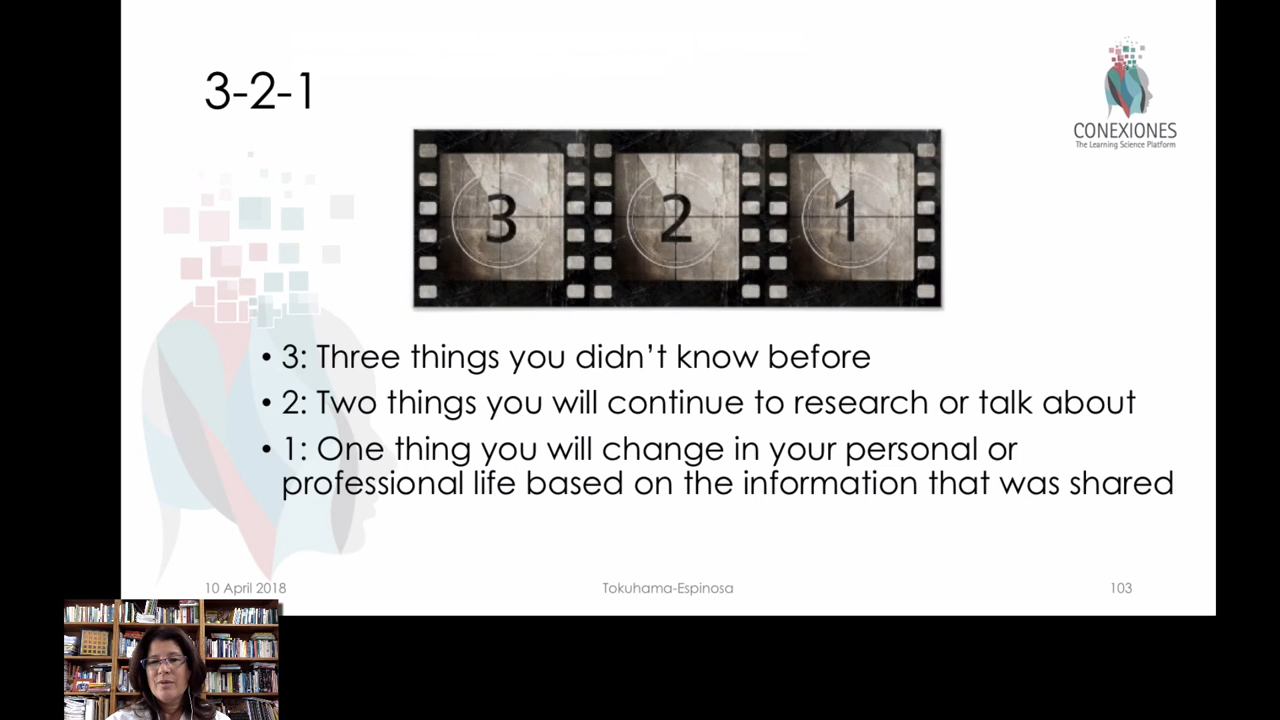 3-2-1
CONEXIONES
The Learning Science Platform
3 2 1
• 3: Three things you didn’t know before
• 2: Two things you will continue to research or talk about
• 1: One thing you will change in your personal or
professional life based on the information that was shared
10 April 2018 Tokuhama-Espinosa 103